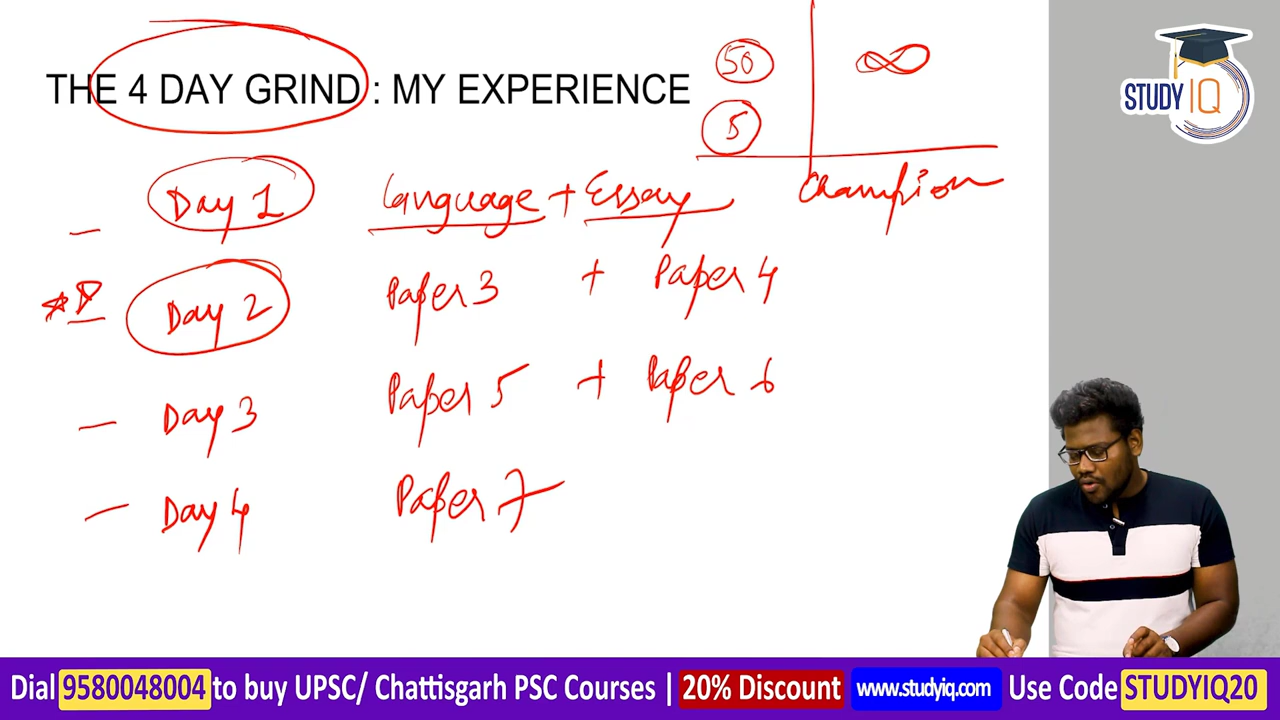 THE 4 DAY GRIND : MY EXPERIENCE
50 ∞
5
Champion
STUDY IQ
Day 1 Language + Essay
Day 2 Paper 3 + Paper 4
Day 3 Paper 5 + Paper 6
Day 4 Paper 7
Dial 9580048004 to buy UPSC/ Chattisgarh PSC Courses | 20% Discount www.studyiq.com Use Code STUDYIQ20